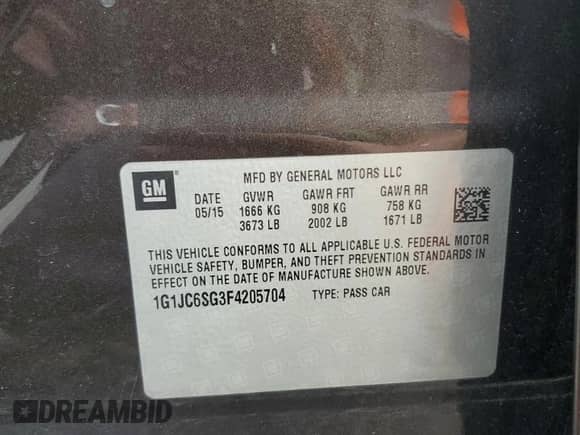 GM
MFD BY GENERAL MOTORS LLC
DATE GVWR GAWR FRT GAWR RR
05/15 1666 KG 908 KG 758 KG
3673 LB 2002 LB 1671 LB
THIS VEHICLE CONFORMS TO ALL APPLICABLE U.S. FEDERAL MOTOR
VEHICLE SAFETY, BUMPER, AND THEFT PREVENTION STANDARDS IN
EFFECT ON THE DATE OF MANUFACTURE SHOWN ABOVE.
1G1JC6SG3F4205704 TYPE: PASS CAR
DREAMBID